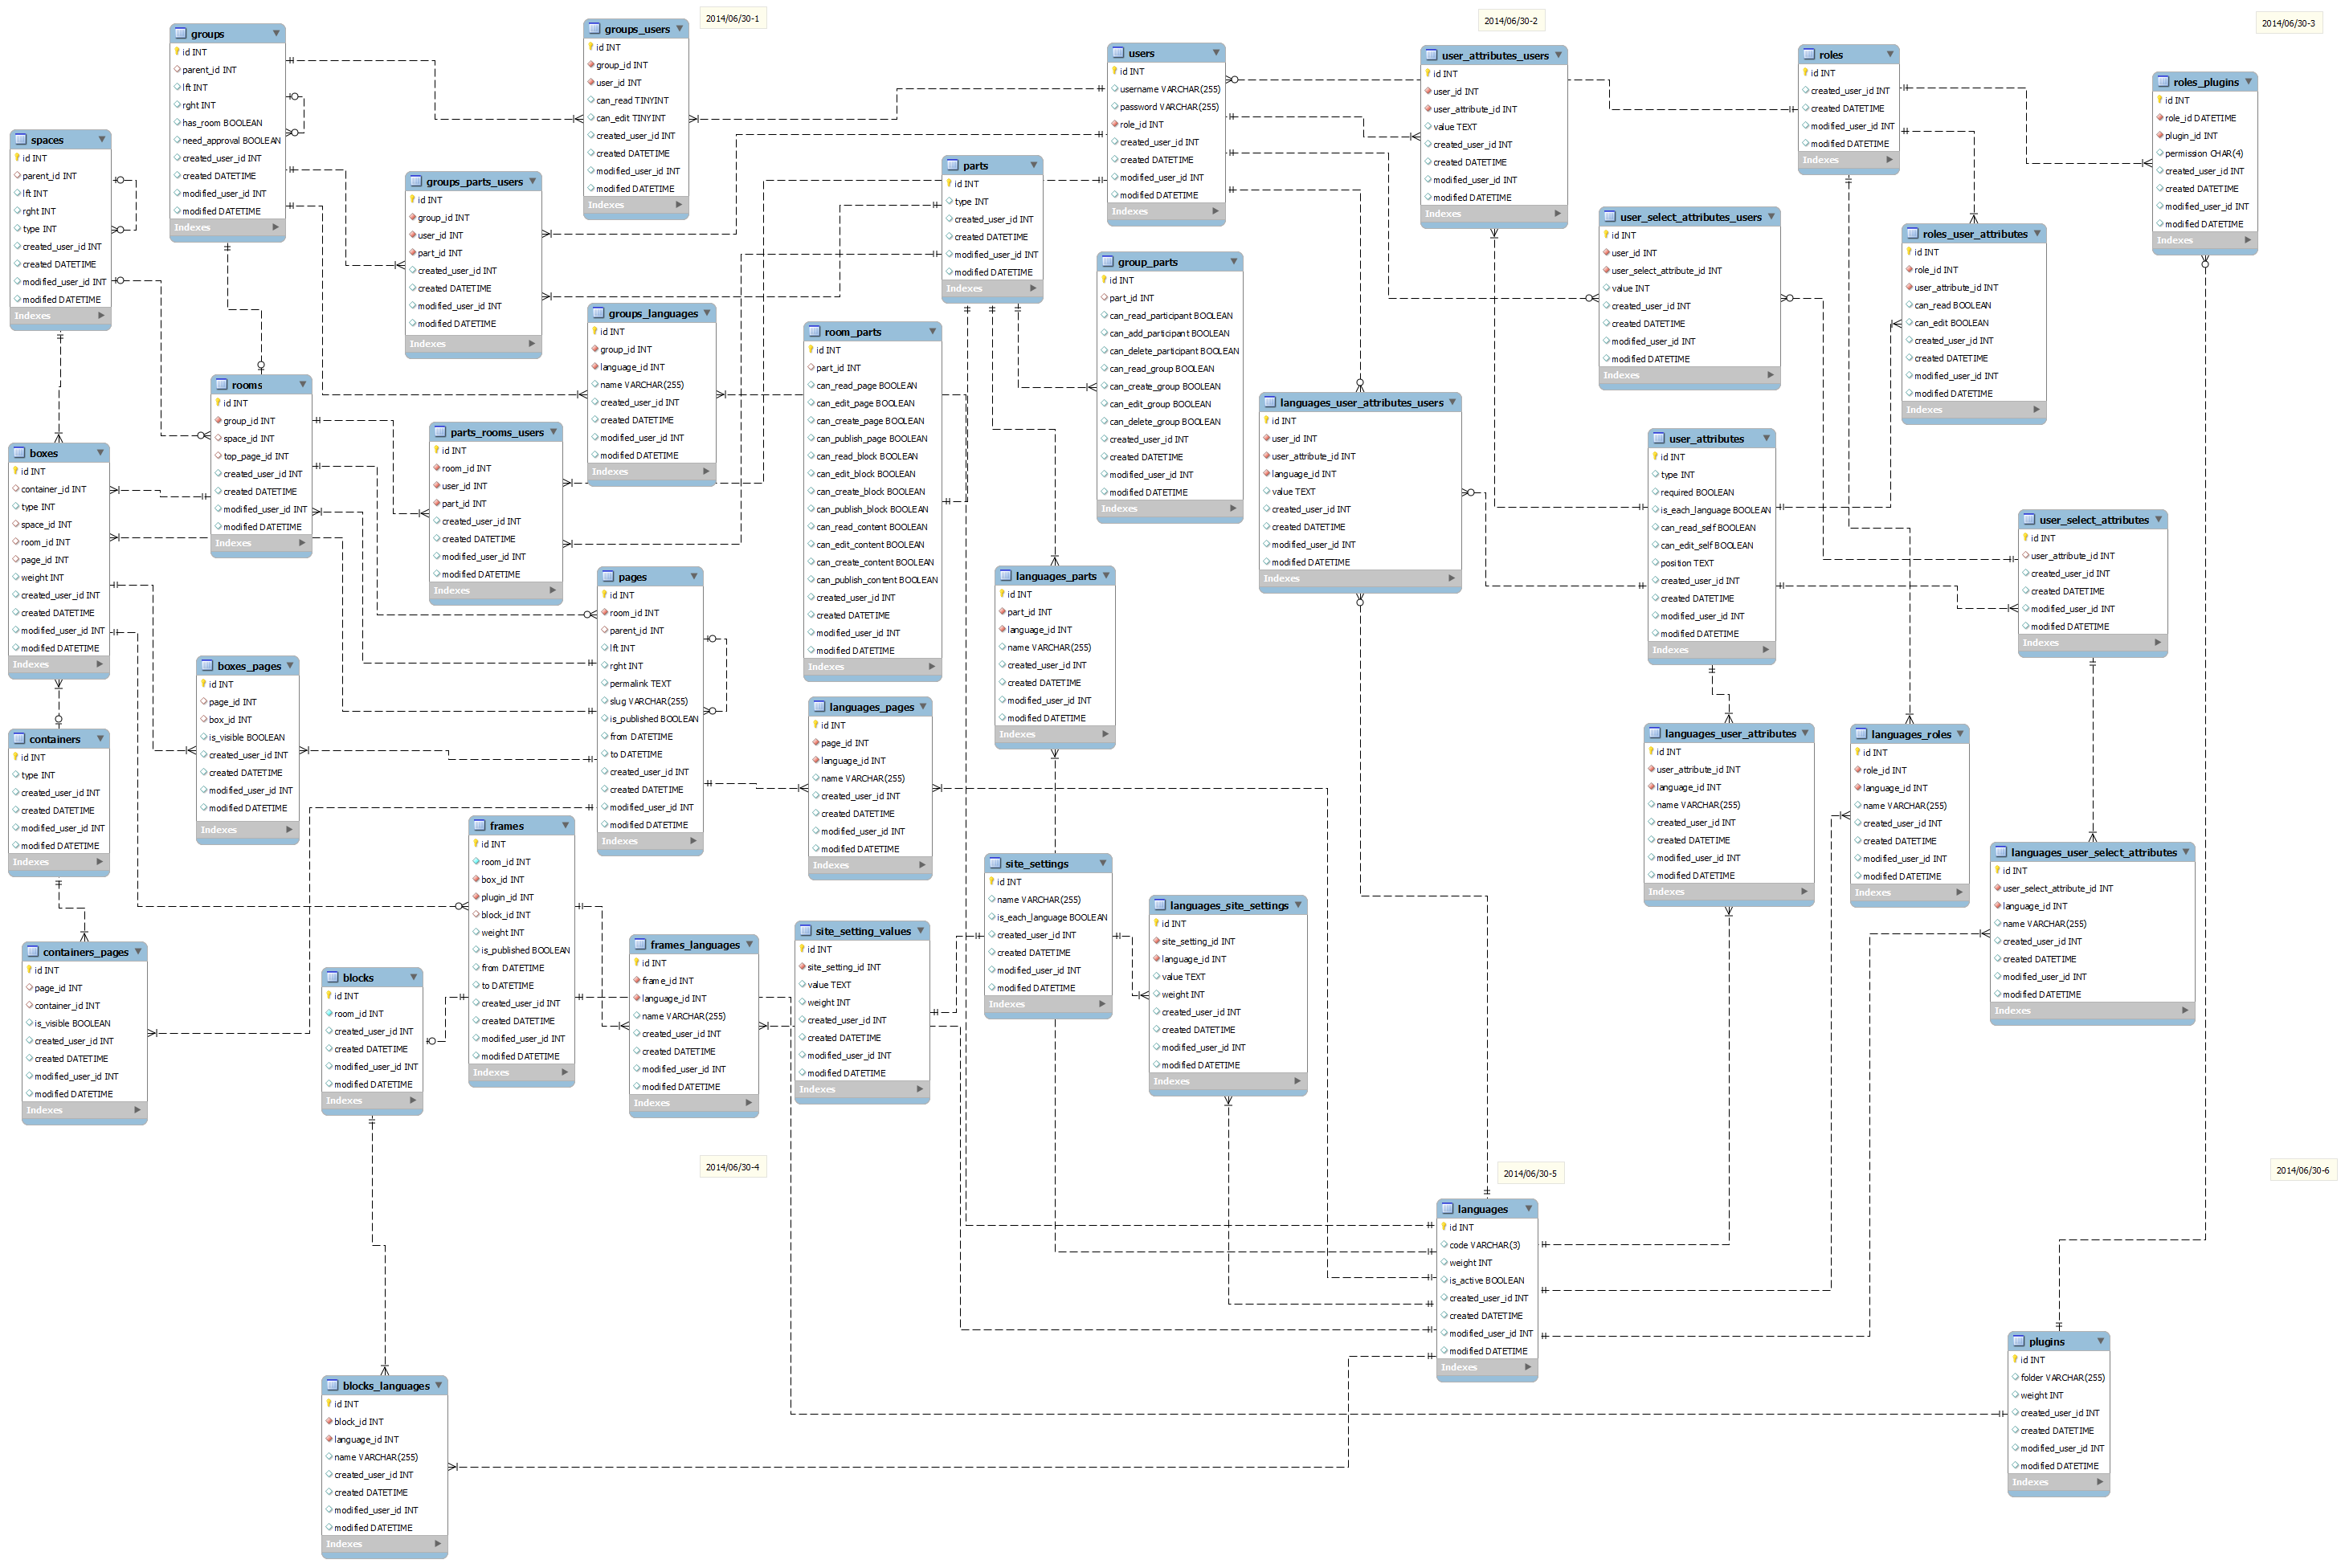 2014/06/30-1
2014/06/30-2
2014/06/30-3
groups
id INT
parent_id INT
lft INT
rght INT
has_room BOOLEAN
need_approval BOOLEAN
created_user_id INT
created DATETIME
modified_user_id INT
modified DATETIME
Indexes
groups_users
id INT
group_id INT
user_id INT
can_read TINYINT
can_edit TINYINT
created_user_id INT
created DATETIME
modified_user_id INT
modified DATETIME
Indexes
users
id INT
username VARCHAR(255)
password VARCHAR(255)
role_id INT
created_user_id INT
created DATETIME
modified_user_id INT
modified DATETIME
Indexes
user_attributes_users
id INT
user_id INT
user_attribute_id INT
value TEXT
created_user_id INT
created DATETIME
modified_user_id INT
modified DATETIME
Indexes
roles
id INT
created_user_id INT
created DATETIME
modified_user_id INT
modified DATETIME
Indexes
roles_plugins
id INT
role_id DATETIME
plugin_id INT
permission CHAR(4)
created_user_id INT
created DATETIME
modified_user_id INT
modified DATETIME
Indexes
spaces
id INT
parent_id INT
lft INT
rght INT
type INT
created_user_id INT
created DATETIME
modified_user_id INT
modified DATETIME
Indexes
groups_parts_users
id INT
group_id INT
user_id INT
part_id INT
created_user_id INT
created DATETIME
modified_user_id INT
modified DATETIME
Indexes
parts
id INT
type INT
created_user_id INT
created DATETIME
modified_user_id INT
modified DATETIME
Indexes
user_select_attributes_users
id INT
user_id INT
user_select_attribute_id INT
value INT
created_user_id INT
created DATETIME
modified_user_id INT
modified DATETIME
Indexes
roles_user_attributes
id INT
role_id INT
user_attribute_id INT
can_read BOOLEAN
can_edit BOOLEAN
created_user_id INT
created DATETIME
modified_user_id INT
modified DATETIME
Indexes
group_parts
id INT
part_id INT
can_read_participant BOOLEAN
can_add_participant BOOLEAN
can_delete_participant BOOLEAN
can_read_group BOOLEAN
can_create_group BOOLEAN
can_edit_group BOOLEAN
can_delete_group BOOLEAN
created_user_id INT
created DATETIME
modified_user_id INT
modified DATETIME
Indexes
groups_languages
id INT
group_id INT
language_id INT
name VARCHAR(255)
created_user_id INT
created DATETIME
modified_user_id INT
modified DATETIME
Indexes
room_parts
id INT
part_id INT
can_read_page BOOLEAN
can_edit_page BOOLEAN
can_create_page BOOLEAN
can_publish_page BOOLEAN
can_read_block BOOLEAN
can_edit_block BOOLEAN
can_create_block BOOLEAN
can_publish_block BOOLEAN
can_read_content BOOLEAN
can_edit_content BOOLEAN
can_create_content BOOLEAN
can_publish_content BOOLEAN
created_user_id INT
created DATETIME
modified_user_id INT
modified DATETIME
Indexes
rooms
id INT
group_id INT
space_id INT
top_page_id INT
created_user_id INT
created DATETIME
modified_user_id INT
modified DATETIME
Indexes
languages_user_attributes_users
id INT
user_id INT
user_attribute_id INT
language_id INT
value TEXT
created_user_id INT
created DATETIME
modified_user_id INT
modified DATETIME
Indexes
parts_rooms_users
id INT
room_id INT
user_id INT
part_id INT
created_user_id INT
created DATETIME
modified_user_id INT
modified DATETIME
Indexes
user_attributes
id INT
type INT
required BOOLEAN
is_each_language BOOLEAN
can_read_self BOOLEAN
can_edit_self BOOLEAN
position TEXT
created_user_id INT
created DATETIME
modified_user_id INT
modified DATETIME
Indexes
boxes
id INT
container_id INT
type INT
space_id INT
room_id INT
page_id INT
weight INT
created_user_id INT
created DATETIME
modified_user_id INT
modified DATETIME
Indexes
user_select_attributes
id INT
user_attribute_id INT
created_user_id INT
created DATETIME
modified_user_id INT
modified DATETIME
Indexes
pages
id INT
room_id INT
parent_id INT
lft INT
rght INT
permalink TEXT
slug VARCHAR(255)
is_published BOOLEAN
from DATETIME
to DATETIME
created_user_id INT
created DATETIME
modified_user_id INT
modified DATETIME
Indexes
languages_parts
id INT
part_id INT
language_id INT
name VARCHAR(255)
created_user_id INT
created DATETIME
modified_user_id INT
modified DATETIME
Indexes
boxes_pages
id INT
page_id INT
box_id INT
is_visible BOOLEAN
created_user_id INT
created DATETIME
modified_user_id INT
modified DATETIME
Indexes
languages_pages
id INT
page_id INT
language_id INT
name VARCHAR(255)
created_user_id INT
created DATETIME
modified_user_id INT
modified DATETIME
Indexes
languages_user_attributes
id INT
user_attribute_id INT
language_id INT
name VARCHAR(255)
created_user_id INT
created DATETIME
modified_user_id INT
modified DATETIME
Indexes
languages_roles
id INT
role_id INT
language_id INT
name VARCHAR(255)
created_user_id INT
created DATETIME
modified_user_id INT
modified DATETIME
Indexes
containers
id INT
type INT
created_user_id INT
created DATETIME
modified_user_id INT
modified DATETIME
Indexes
frames
id INT
room_id INT
box_id INT
plugin_id INT
block_id INT
weight INT
is_published BOOLEAN
from DATETIME
to DATETIME
created_user_id INT
created DATETIME
modified_user_id INT
modified DATETIME
Indexes
languages_user_select_attributes
id INT
user_select_attribute_id INT
language_id INT
name VARCHAR(255)
created_user_id INT
created DATETIME
modified_user_id INT
modified DATETIME
Indexes
site_settings
id INT
name VARCHAR(255)
is_each_language BOOLEAN
created_user_id INT
created DATETIME
modified_user_id INT
modified DATETIME
Indexes
languages_site_settings
id INT
site_setting_id INT
language_id INT
value TEXT
weight INT
created_user_id INT
created DATETIME
modified_user_id INT
modified DATETIME
Indexes
site_setting_values
id INT
site_setting_id INT
value TEXT
weight INT
created_user_id INT
created DATETIME
modified_user_id INT
modified DATETIME
Indexes
frames_languages
id INT
frame_id INT
language_id INT
name VARCHAR(255)
created_user_id INT
created DATETIME
modified_user_id INT
modified DATETIME
Indexes
containers_pages
id INT
page_id INT
container_id INT
is_visible BOOLEAN
created_user_id INT
created DATETIME
modified_user_id INT
modified DATETIME
Indexes
blocks
id INT
room_id INT
created_user_id INT
created DATETIME
modified_user_id INT
modified DATETIME
Indexes
2014/06/30-4
2014/06/30-5
2014/06/30-6
languages
id INT
code VARCHAR(3)
weight INT
is_active BOOLEAN
created_user_id INT
created DATETIME
modified_user_id INT
modified DATETIME
Indexes
plugins
id INT
folder VARCHAR(255)
weight INT
created_user_id INT
created DATETIME
modified_user_id INT
modified DATETIME
Indexes
blocks_languages
id INT
block_id INT
language_id INT
name VARCHAR(255)
created_user_id INT
created DATETIME
modified_user_id INT
modified DATETIME
Indexes